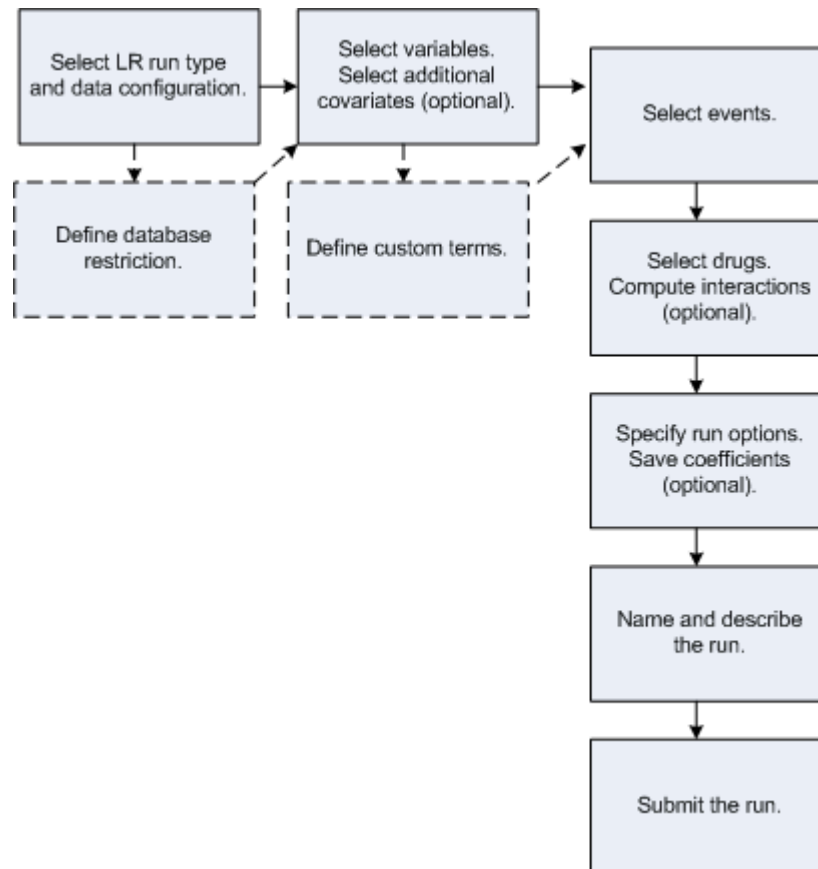 Select LR run type
and data configuration.
Select variables.
Select additional
covariates (optional).
Select events.
Define database
restriction.
Define custom terms.
Select drugs.
Compute interactions
(optional).
Specify run options.
Save coefficients
(optional).
Name and describe
the run.
Submit the run.